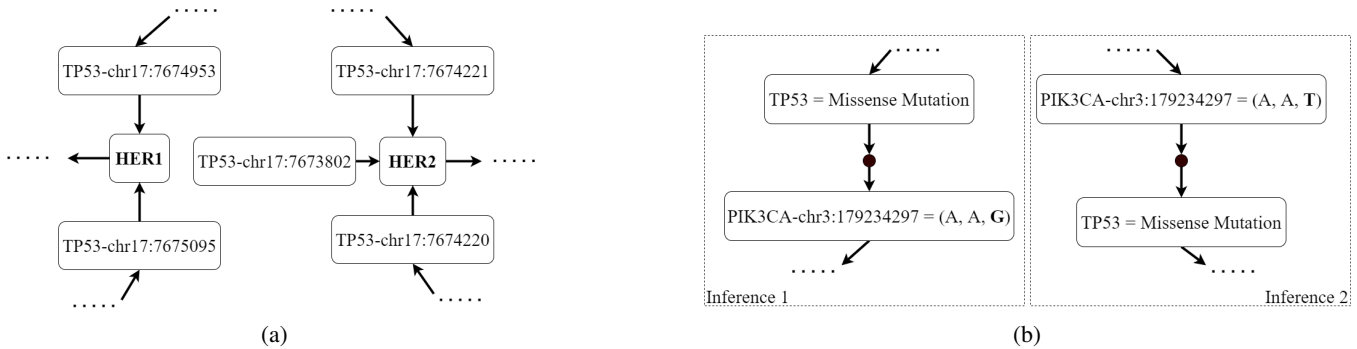 TP53-chr17:7674953
TP53-chr17:7674221
HER1
TP53-chr17:7673802
HER2
TP53-chr17:7675095
TP53-chr17:7674220
(a)
TP53 = Missense Mutation
PIK3CA-chr3:179234297 = (A, A, G)
Inference 1
PIK3CA-chr3:179234297 = (A, A, T)
TP53 = Missense Mutation
Inference 2
(b)